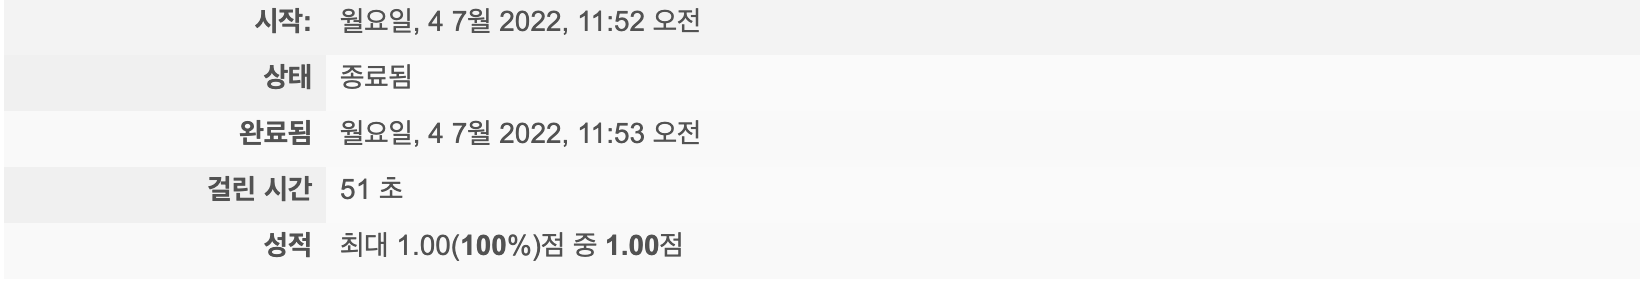 시작: 월요일, 4 7월 2022, 11:52 오전
상태 종료됨
완료됨 월요일, 4 7월 2022, 11:53 오전
걸린 시간 51 초
성적 최대 1.00(100%)점 중 1.00점